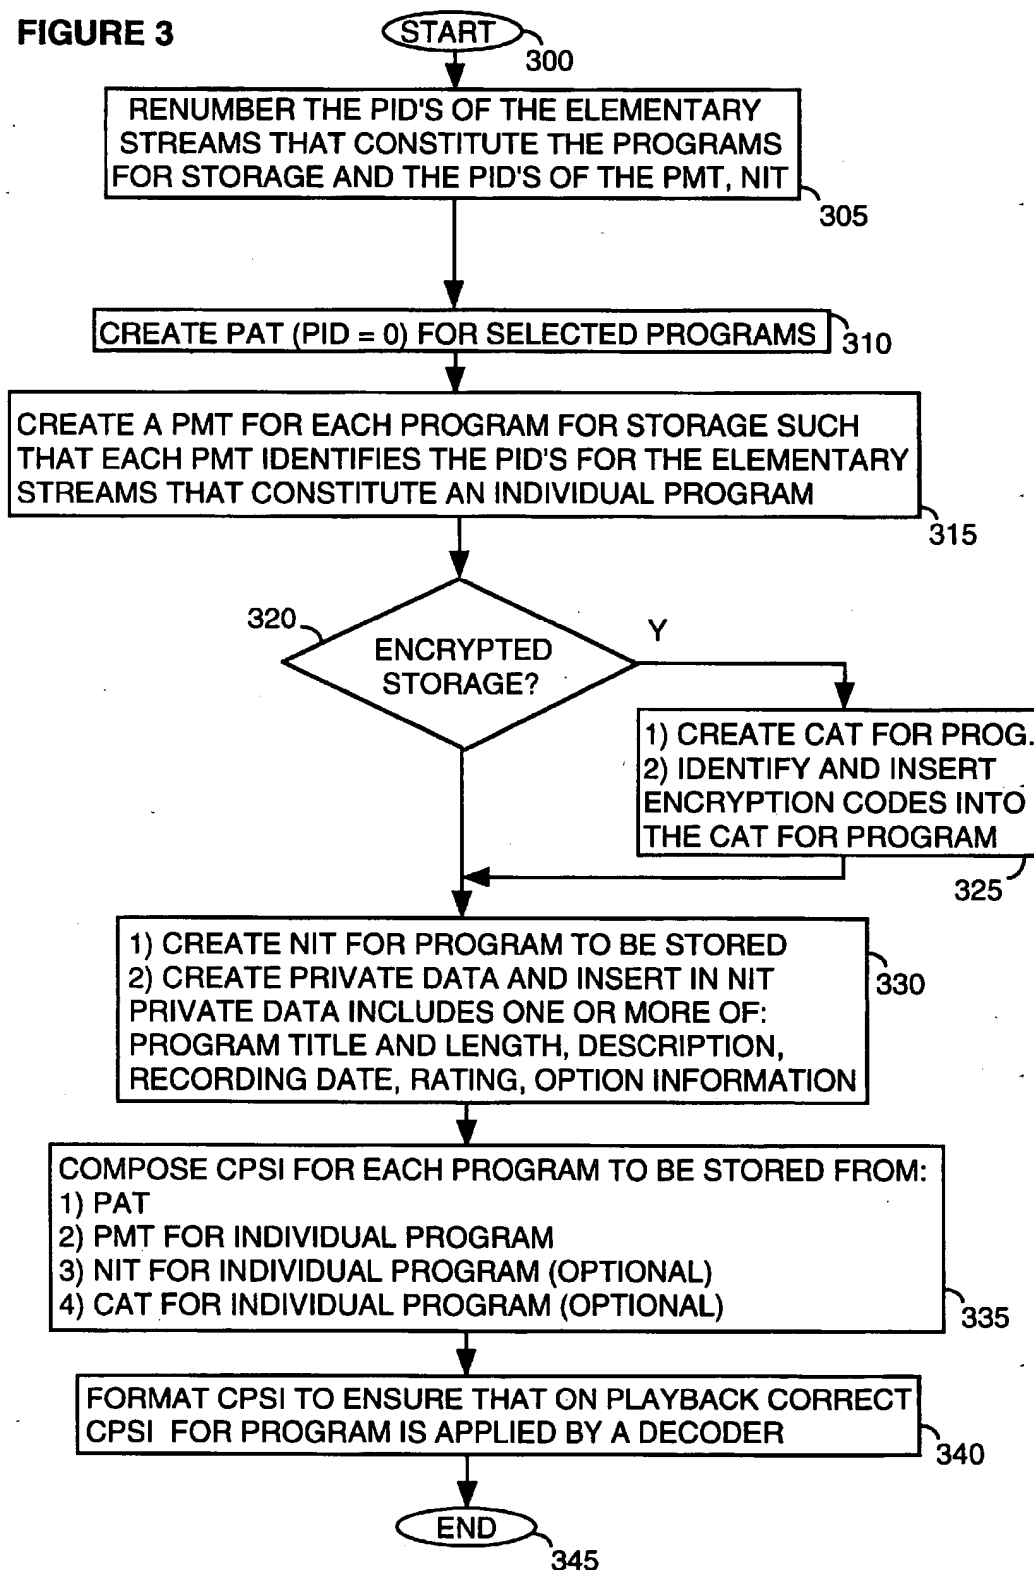 FIGURE 3
START
300
RENUMBER THE PID'S OF THE ELEMENTARY
STREAMS THAT CONSTITUTE THE PROGRAMS
FOR STORAGE AND THE PID'S OF THE PMT, NIT
305
CREATE PAT (PID = 0) FOR SELECTED PROGRAMS
310
CREATE A PMT FOR EACH PROGRAM FOR STORAGE SUCH
THAT EACH PMT IDENTIFIES THE PID'S FOR THE ELEMENTARY
STREAMS THAT CONSTITUTE AN INDIVIDUAL PROGRAM
315
320
ENCRYPTED
STORAGE?
Y
1) CREATE CAT FOR PROG.
2) IDENTIFY AND INSERT
ENCRYPTION CODES INTO
THE CAT FOR PROGRAM
325
1) CREATE NIT FOR PROGRAM TO BE STORED
2) CREATE PRIVATE DATA AND INSERT IN NIT
PRIVATE DATA INCLUDES ONE OR MORE OF:
PROGRAM TITLE AND LENGTH, DESCRIPTION,
RECORDING DATE, RATING, OPTION INFORMATION
330
COMPOSE CPSI FOR EACH PROGRAM TO BE STORED FROM:
1) PAT
2) PMT FOR INDIVIDUAL PROGRAM
3) NIT FOR INDIVIDUAL PROGRAM (OPTIONAL)
4) CAT FOR INDIVIDUAL PROGRAM (OPTIONAL)
335
FORMAT CPSI TO ENSURE THAT ON PLAYBACK CORRECT
CPSI FOR PROGRAM IS APPLIED BY A DECODER
340
END
345